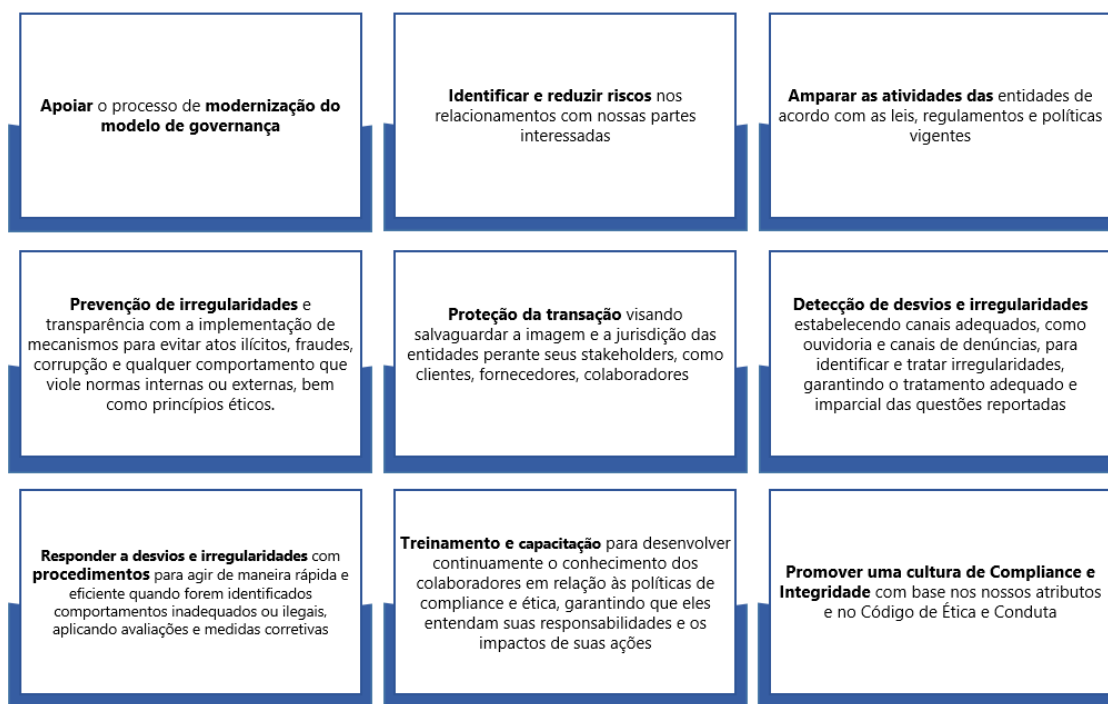 Apoiar o processo de modernização do
modelo de governança
Identificar e reduzir riscos nos
relacionamentos com nossas partes
interessadas
Amparar as atividades das entidades de
acordo com as leis, regulamentos e políticas
vigentes
Prevenção de irregularidades e
transparência com a implementação de
mecanismos para evitar atos ilícitos, fraudes,
corrupção e qualquer comportamento que
viole normas internas ou externas, bem
como princípios éticos.
Proteção da transação visando
salvaguardar a imagem e a jurisdição das
entidades perante seus stakeholders, como
clientes, fornecedores, colaboradores
Detecção de desvios e irregularidades
estabelecendo canais adequados, como
ouvidoria e canais de denúncias, para
identificar e tratar irregularidades,
garantindo o tratamento adequado e
imparcial das questões reportadas
Responder a desvios e irregularidades com
procedimentos para agir de maneira rápida e
eficiente quando forem identificados
comportamentos inadequados ou ilegais,
aplicando avaliações e medidas corretivas
Treinamento e capacitação para desenvolver
continuamente o conhecimento dos
colaboradores em relação às políticas de
compliance e ética, garantindo que eles
entendam suas responsabilidades e os
impactos de suas ações
Promover uma cultura de Compliance e
Integridade com base nos nossos atributos
e no Código de Ética e Conduta